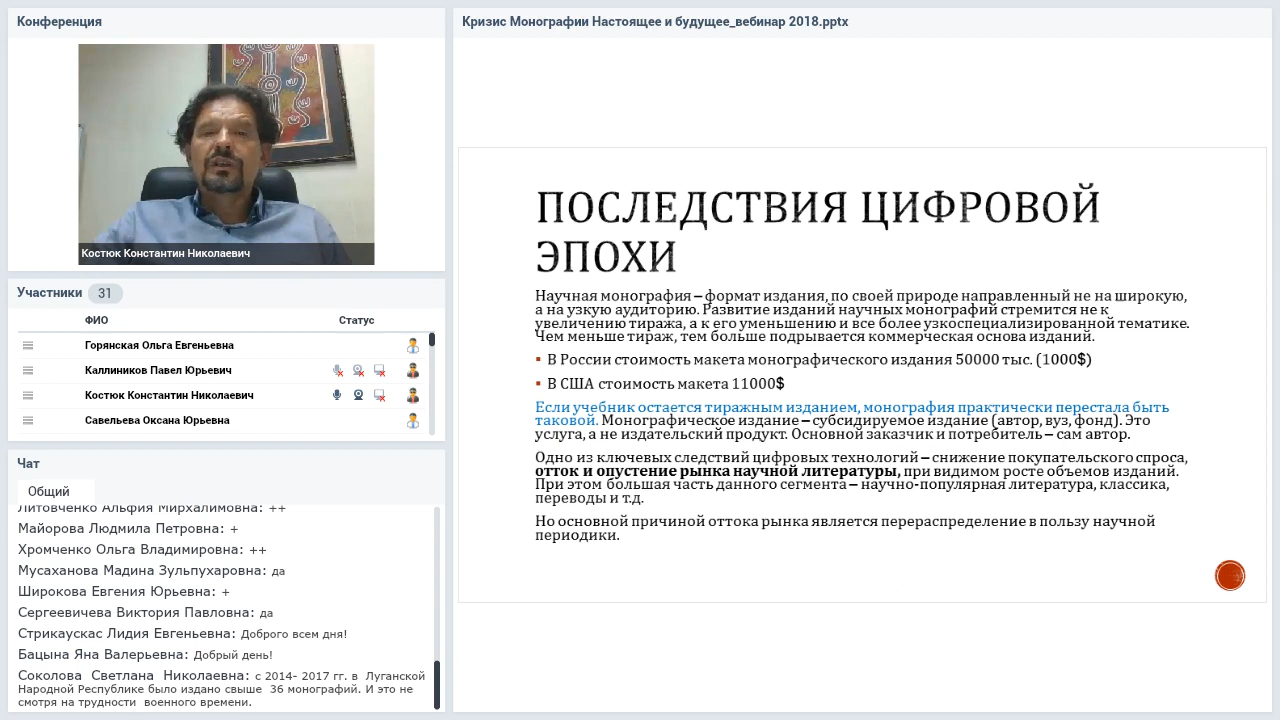 Конференция
Костюк Константин Николаевич
Участники 31
ФИО Статус
Горянская Ольга Евгеньевна
Каллиников Павел Юрьевич
Костюк Константин Николаевич
Савельева Оксана Юрьевна
Чат
Общий
Литовченко Альфия Мирхалимовна: ++
Майорова Людмила Петровна: +
Хромченко Ольга Владимировна: ++
Мусаханова Мадина Зульпухаровна: да
Широкова Евгения Юрьевна: +
Сергеевичева Виктория Павловна: да
Стрикаускас Лидия Евгеньевна: Доброго всем дня!
Бацына Яна Валерьевна: Добрый день!
Соколова Светлана Николаевна: с 2014- 2017 гг. в Луганской
Народной Республике было издано свыше 36 монографий. И это не
смотря на трудности военного времени.
Кризис Монографии Настоящее и будущее_вебинар 2018.pptx
ПОСЛЕДСТВИЯ ЦИФРОВОЙ
ЭПОХИ
Научная монография – формат издания, по своей природе направленный не на широкую,
а на узкую аудиторию. Развитие изданий научных монографий стремится не к
увеличению тиража, а к его уменьшению и все более узкоспециализированной тематике.
Чем меньше тираж, тем больше подрывается коммерческая основа изданий.
▪ В России стоимость макета монографического издания 50000 тыс. (1000$)
▪ В США стоимость макета 11000$
Если учебник остается тиражным изданием, монография практически перестала быть
таковой. Монографическое издание – субсидируемое издание (автор, вуз, фонд). Это
услуга, а не издательский продукт. Основной заказчик и потребитель – сам автор.
Одно из ключевых следствий цифровых технологий – снижение покупательского спроса,
отток и опустение рынка научной литературы, при видимом росте объемов изданий.
При этом большая часть данного сегмента – научно-популярная литература, классика,
переводы и т.д.
Но основной причиной оттока рынка является перераспределение в пользу научной
периодики.